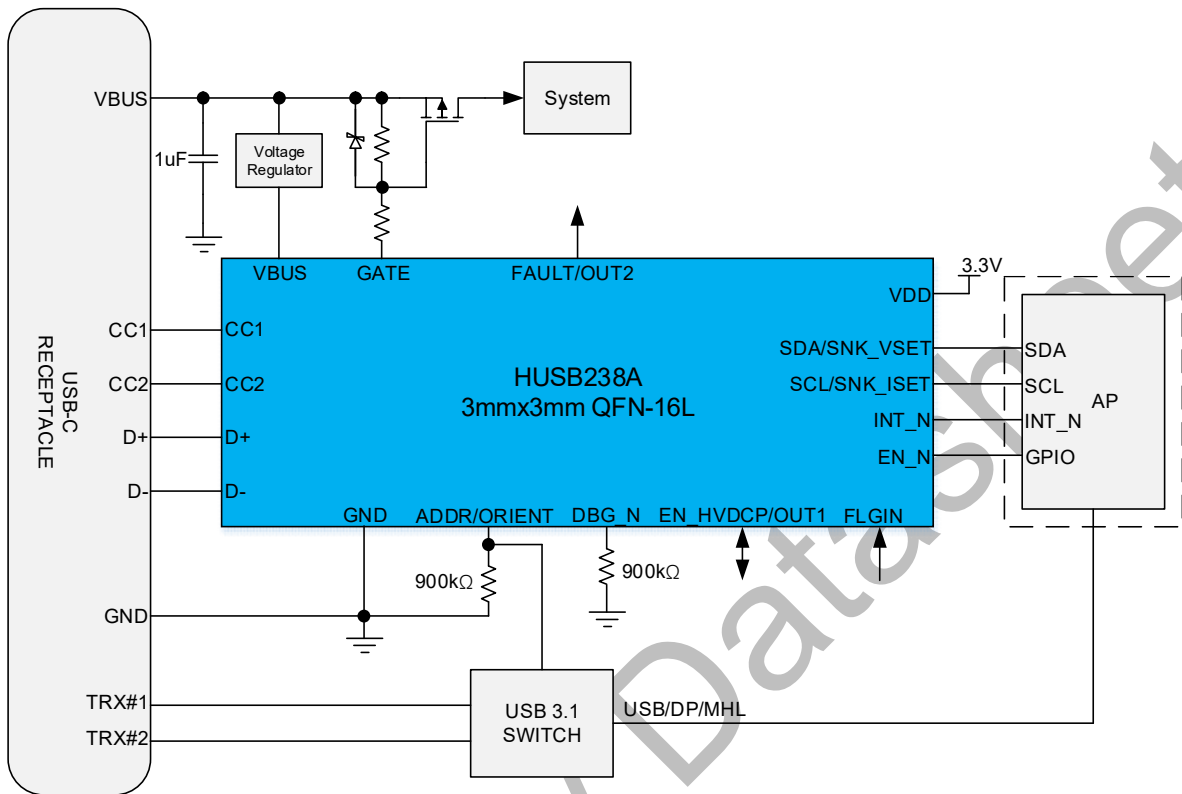 VBUS
System
1uF
Voltage
Regulator
VBUS
GATE
FAULT/OUT2
3.3V
VDD
CC1
CC1
SDA/SNK_VSET
SDA
USB-C
RECEPTACLE
HUSB238A
3mmx3mm QFN-16L
CC2
CC2
SCL/SNK_ISET
SCL
AP
INT_N
INT_N
D+
D+
EN_N
GPIO
D-
D-
GND
ADDR/ORIENT
DBG_N
EN_HVDCP/OUT1
FLGIN
900kΩ
900kΩ
GND
TRX#1
USB 3.1
SWITCH
USB/DP/MHL
TRX#2